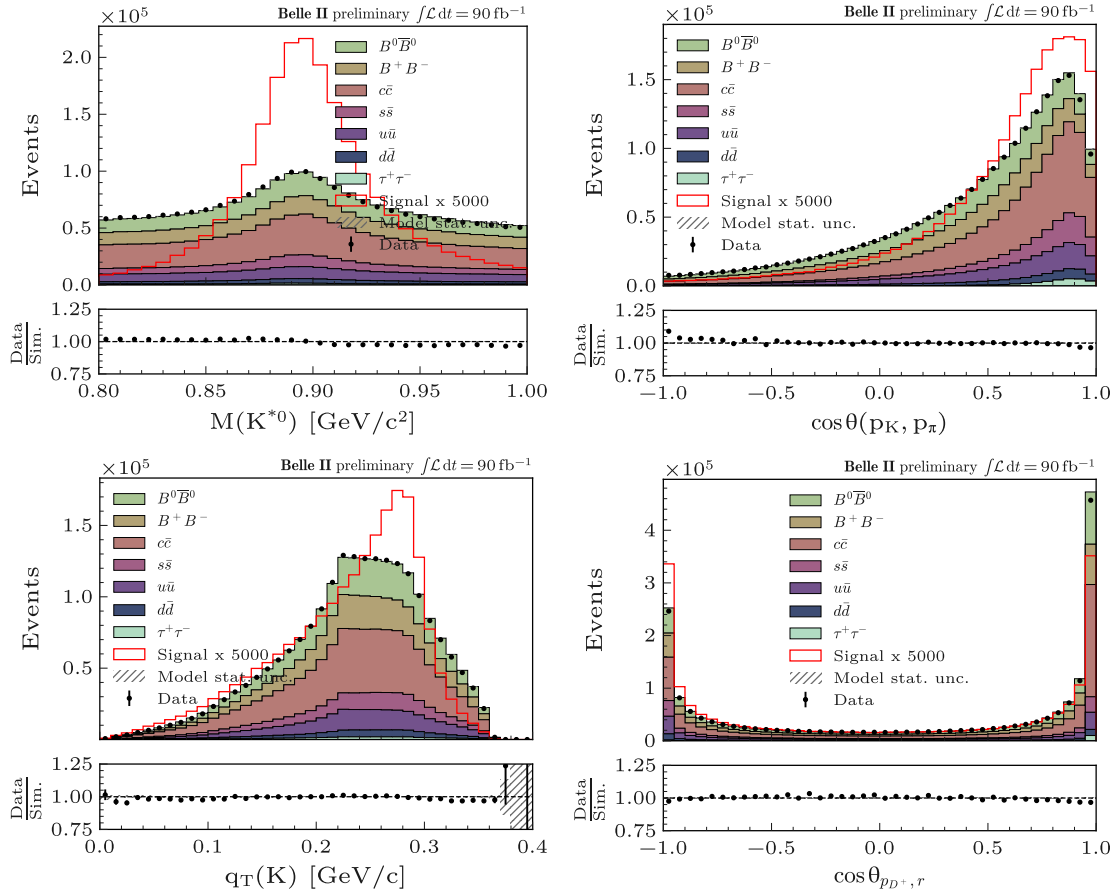 ×10⁵ Belle II preliminary ∫ℒ dt = 90 fb⁻¹
Events
2.0
1.5
1.0
0.5
0.0
B⁰B̅⁰
B⁺B⁻
cc̄
ss̄
uū
dd̄
τ⁺τ⁻
Signal x 5000
Model stat. unc.
Data
Data
Sim.
1.25
1.00
0.75
0.80 0.85 0.90 0.95 1.00
M(K*⁰) [GeV/c²]
×10⁵ Belle II preliminary ∫ℒ dt = 90 fb⁻¹
Events
1.5
1.0
0.5
0.0
B⁰B̅⁰
B⁺B⁻
cc̄
ss̄
uū
dd̄
τ⁺τ⁻
Signal x 5000
Model stat. unc.
Data
Data
Sim.
1.25
1.00
0.75
−1.0 −0.5 0.0 0.5 1.0
cos θ(p_K, p_π)
×10⁵ Belle II preliminary ∫ℒ dt = 90 fb⁻¹
Events
1.5
1.0
0.5
B⁰B̅⁰
B⁺B⁻
cc̄
ss̄
uū
dd̄
τ⁺τ⁻
Signal x 5000
Model stat. unc.
Data
Data
Sim.
1.25
1.00
0.75
0.0 0.1 0.2 0.3 0.4
q_T(K) [GeV/c]
×10⁵ Belle II preliminary ∫ℒ dt = 90 fb⁻¹
Events
4
3
2
1
0
B⁰B̅⁰
B⁺B⁻
cc̄
ss̄
uū
dd̄
τ⁺τ⁻
Signal x 5000
Model stat. unc.
Data
Data
Sim.
1.25
1.00
0.75
−1.0 −0.5 0.0 0.5 1.0
cos θ_{p_{D⁺}, r}